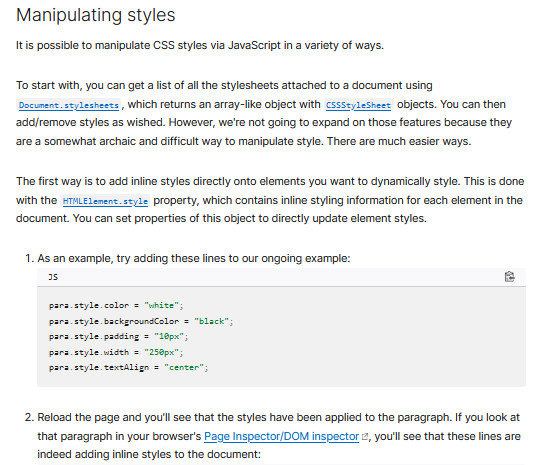 Manipulating styles
It is possible to manipulate CSS styles via JavaScript in a variety of ways.
To start with, you can get a list of all the stylesheets attached to a document using
Document.stylesheets, which returns an array-like object with CSSStyleSheet objects. You can then
add/remove styles as wished. However, we're not going to expand on those features because they
are a somewhat archaic and difficult way to manipulate style. There are much easier ways.
The first way is to add inline styles directly onto elements you want to dynamically style. This is done
with the HTMLElement.style property, which contains inline styling information for each element in the
document. You can set properties of this object to directly update element styles.
1. As an example, try adding these lines to our ongoing example:
JS
para.style.color = "white";
para.style.backgroundColor = "black";
para.style.padding = "10px";
para.style.width = "250px";
para.style.textAlign = "center";
2. Reload the page and you'll see that the styles have been applied to the paragraph. If you look at
that paragraph in your browser's Page Inspector/DOM inspector, you'll see that these lines are
indeed adding inline styles to the document: